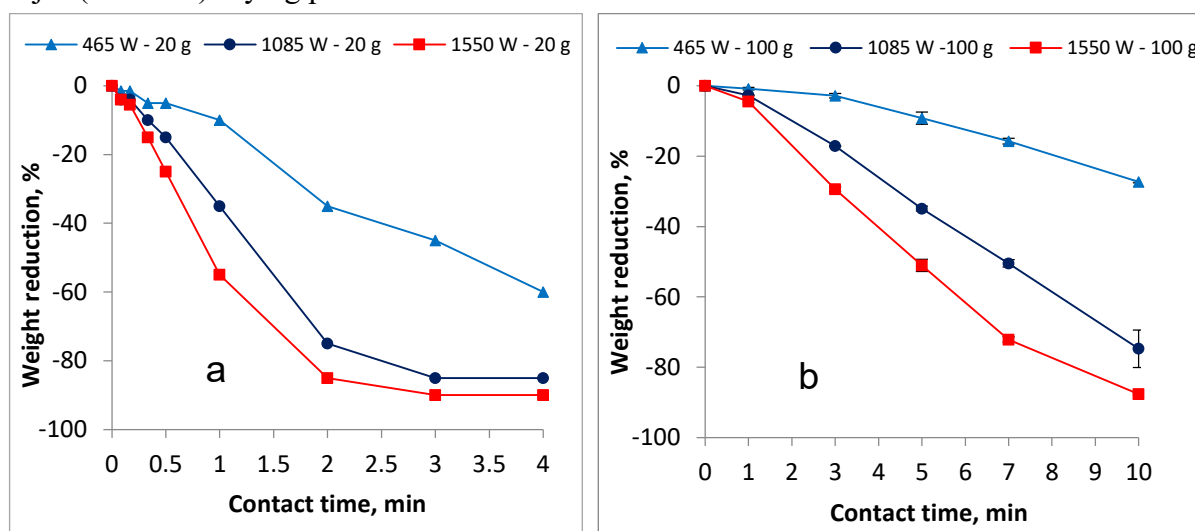 465 W - 20 g 1085 W - 20 g 1550 W - 20 g
0
-20
-40
-60
-80
-100
Weight reduction, %
a
0 0.5 1 1.5 2 2.5 3 3.5 4
Contact time, min
465 W - 100 g 1085 W -100 g 1550 W - 100 g
0
-20
-40
-60
-80
-100
Weight reduction, %
b
0 1 2 3 4 5 6 7 8 9 10
Contact time, min